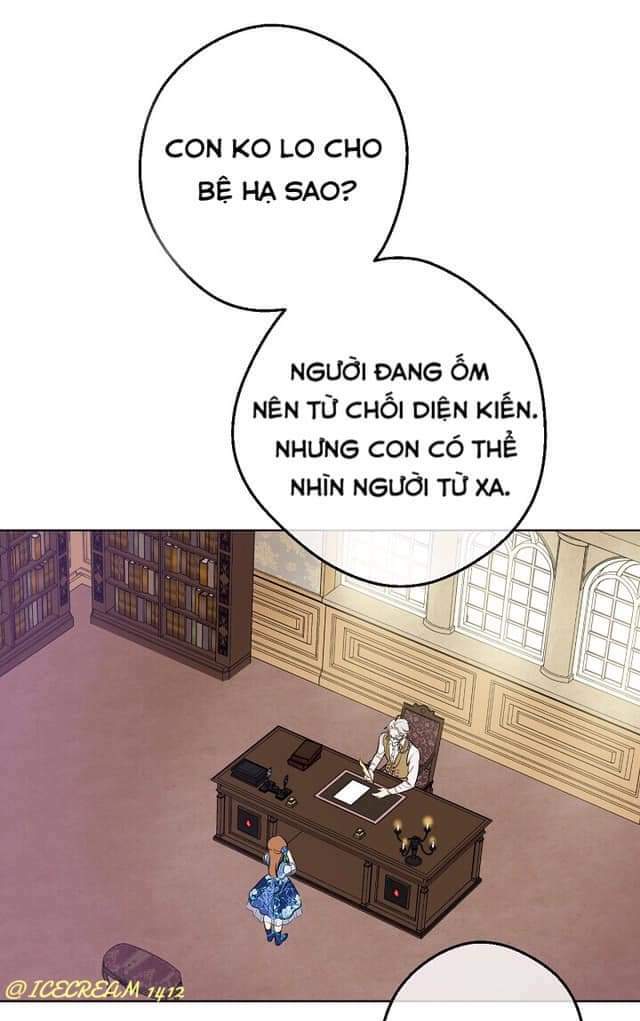 CON KO LO CHO
BỆ HẠ SAO?
NGƯỜI ĐANG ỐM
NÊN TỪ CHỐI DIỆN KIẾN.
NHƯNG CON CÓ THỂ
NHÌN NGƯỜI TỪ XA.
@ ICECREAM 1412